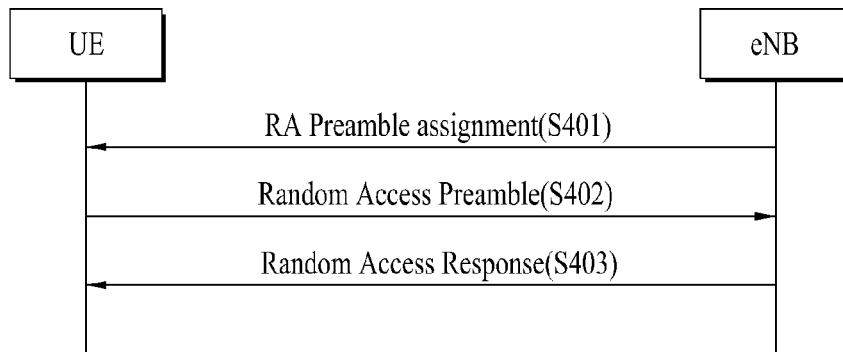 UE
eNB
RA Preamble assignment(S401)
Random Access Preamble(S402)
Random Access Response(S403)